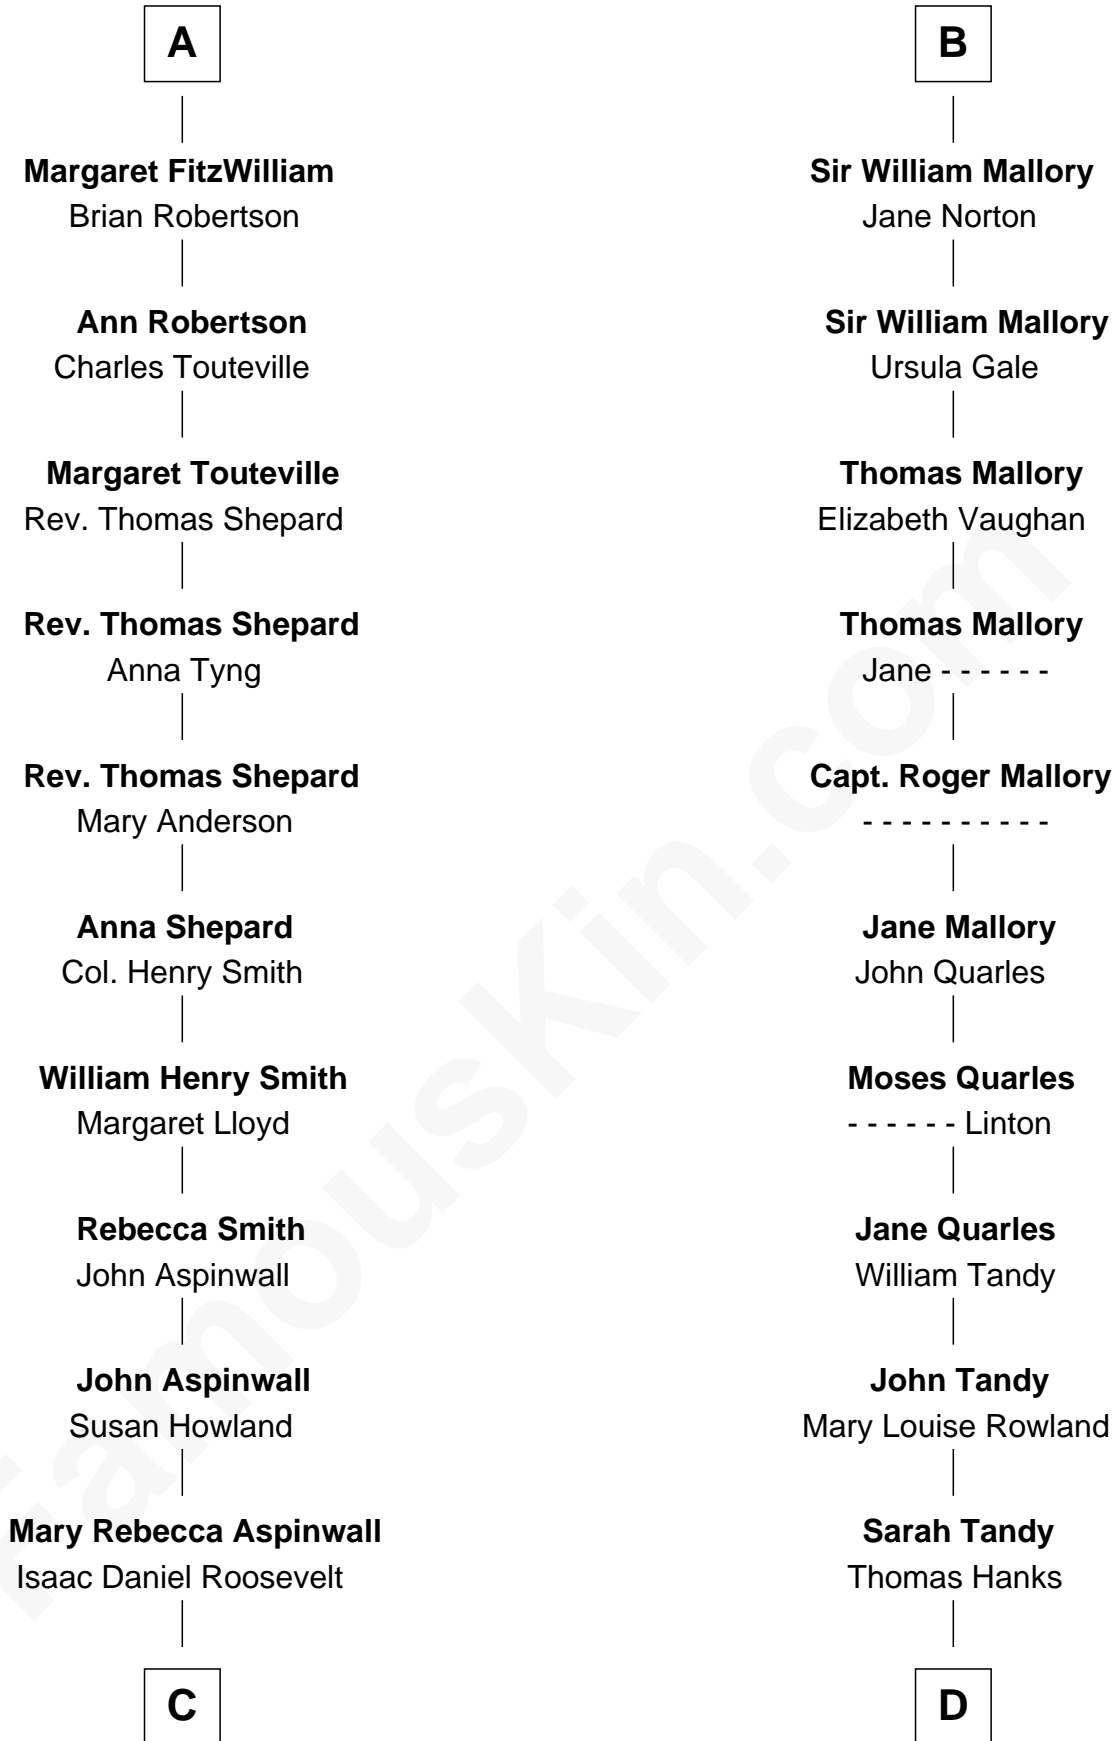 A
Margaret FitzWilliam
Brian Robertson
Ann Robertson
Charles Touteville
Margaret Touteville
Rev. Thomas Shepard
Rev. Thomas Shepard
Anna Tyng
Rev. Thomas Shepard
Mary Anderson
Anna Shepard
Col. Henry Smith
William Henry Smith
Margaret Lloyd
Rebecca Smith
John Aspinwall
John Aspinwall
Susan Howland
Mary Rebecca Aspinwall
Isaac Daniel Roosevelt
C
B
Sir William Mallory
Jane Norton
Sir William Mallory
Ursula Gale
Thomas Mallory
Elizabeth Vaughan
Thomas Mallory
Jane - - - - - -
Capt. Roger Mallory
- - - - - - - - - -
Jane Mallory
John Quarles
Moses Quarles
- - - - - - Linton
Jane Quarles
William Tandy
John Tandy
Mary Louise Rowland
Sarah Tandy
Thomas Hanks
D
FamousKin.com